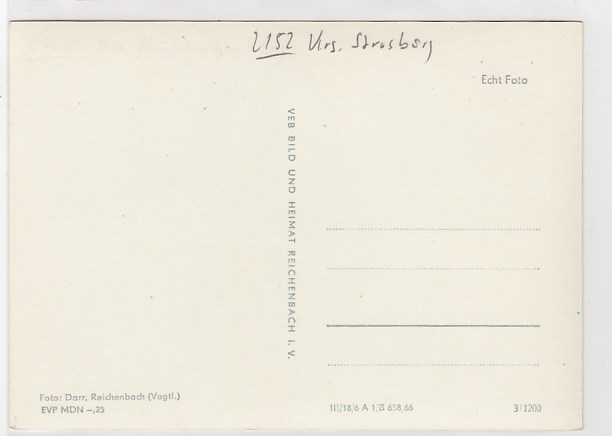 2152 Krs. Strasburg
Echt Foto
VEB BILD UND HEIMAT REICHENBACH i. V.
Foto: Darr, Reichenbach (Vogtl.)
EVP MDN –,25
III/18/6 A 1/B 638/66
3/1200